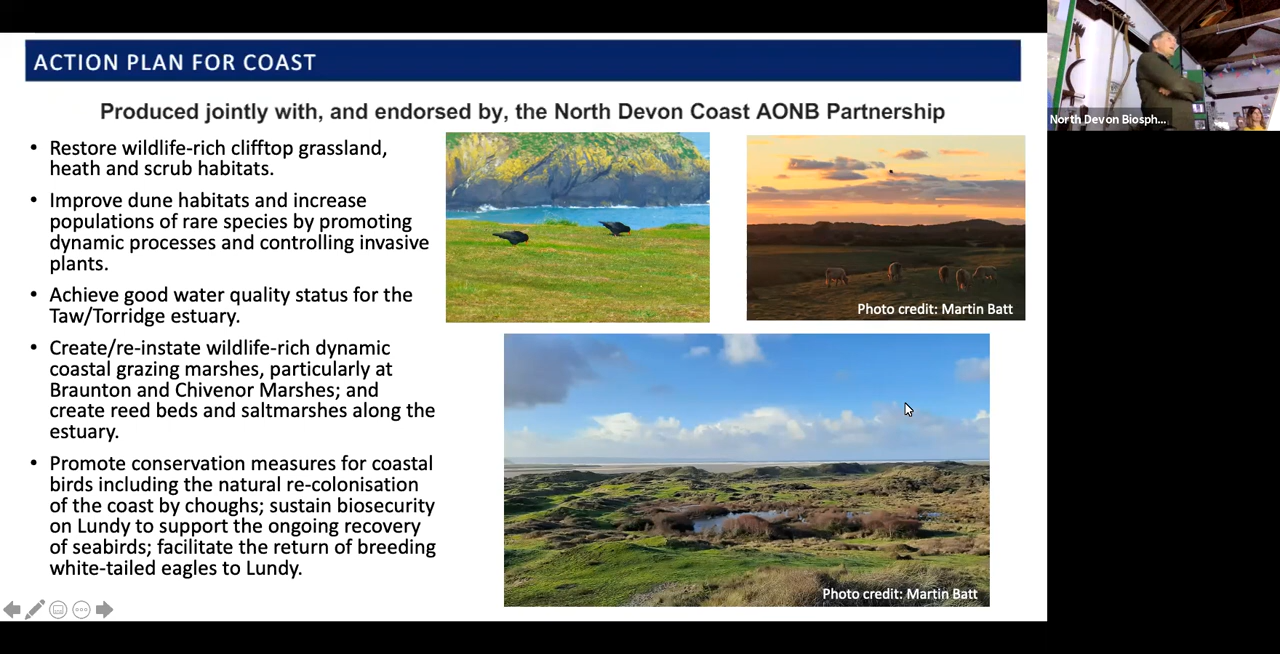 ACTION PLAN FOR COAST
Produced jointly with, and endorsed by, the North Devon Coast AONB Partnership
• Restore wildlife-rich clifftop grassland,
heath and scrub habitats.
• Improve dune habitats and increase
populations of rare species by promoting
dynamic processes and controlling invasive
plants.
• Achieve good water quality status for the
Taw/Torridge estuary.
• Create/re-instate wildlife-rich dynamic
coastal grazing marshes, particularly at
Braunton and Chivenor Marshes; and
create reed beds and saltmarshes along the
estuary.
• Promote conservation measures for coastal
birds including the natural re-colonisation
of the coast by choughs; sustain biosecurity
on Lundy to support the ongoing recovery
of seabirds; facilitate the return of breeding
white-tailed eagles to Lundy.
Photo credit: Martin Batt
Photo credit: Martin Batt
North Devon Biosph...